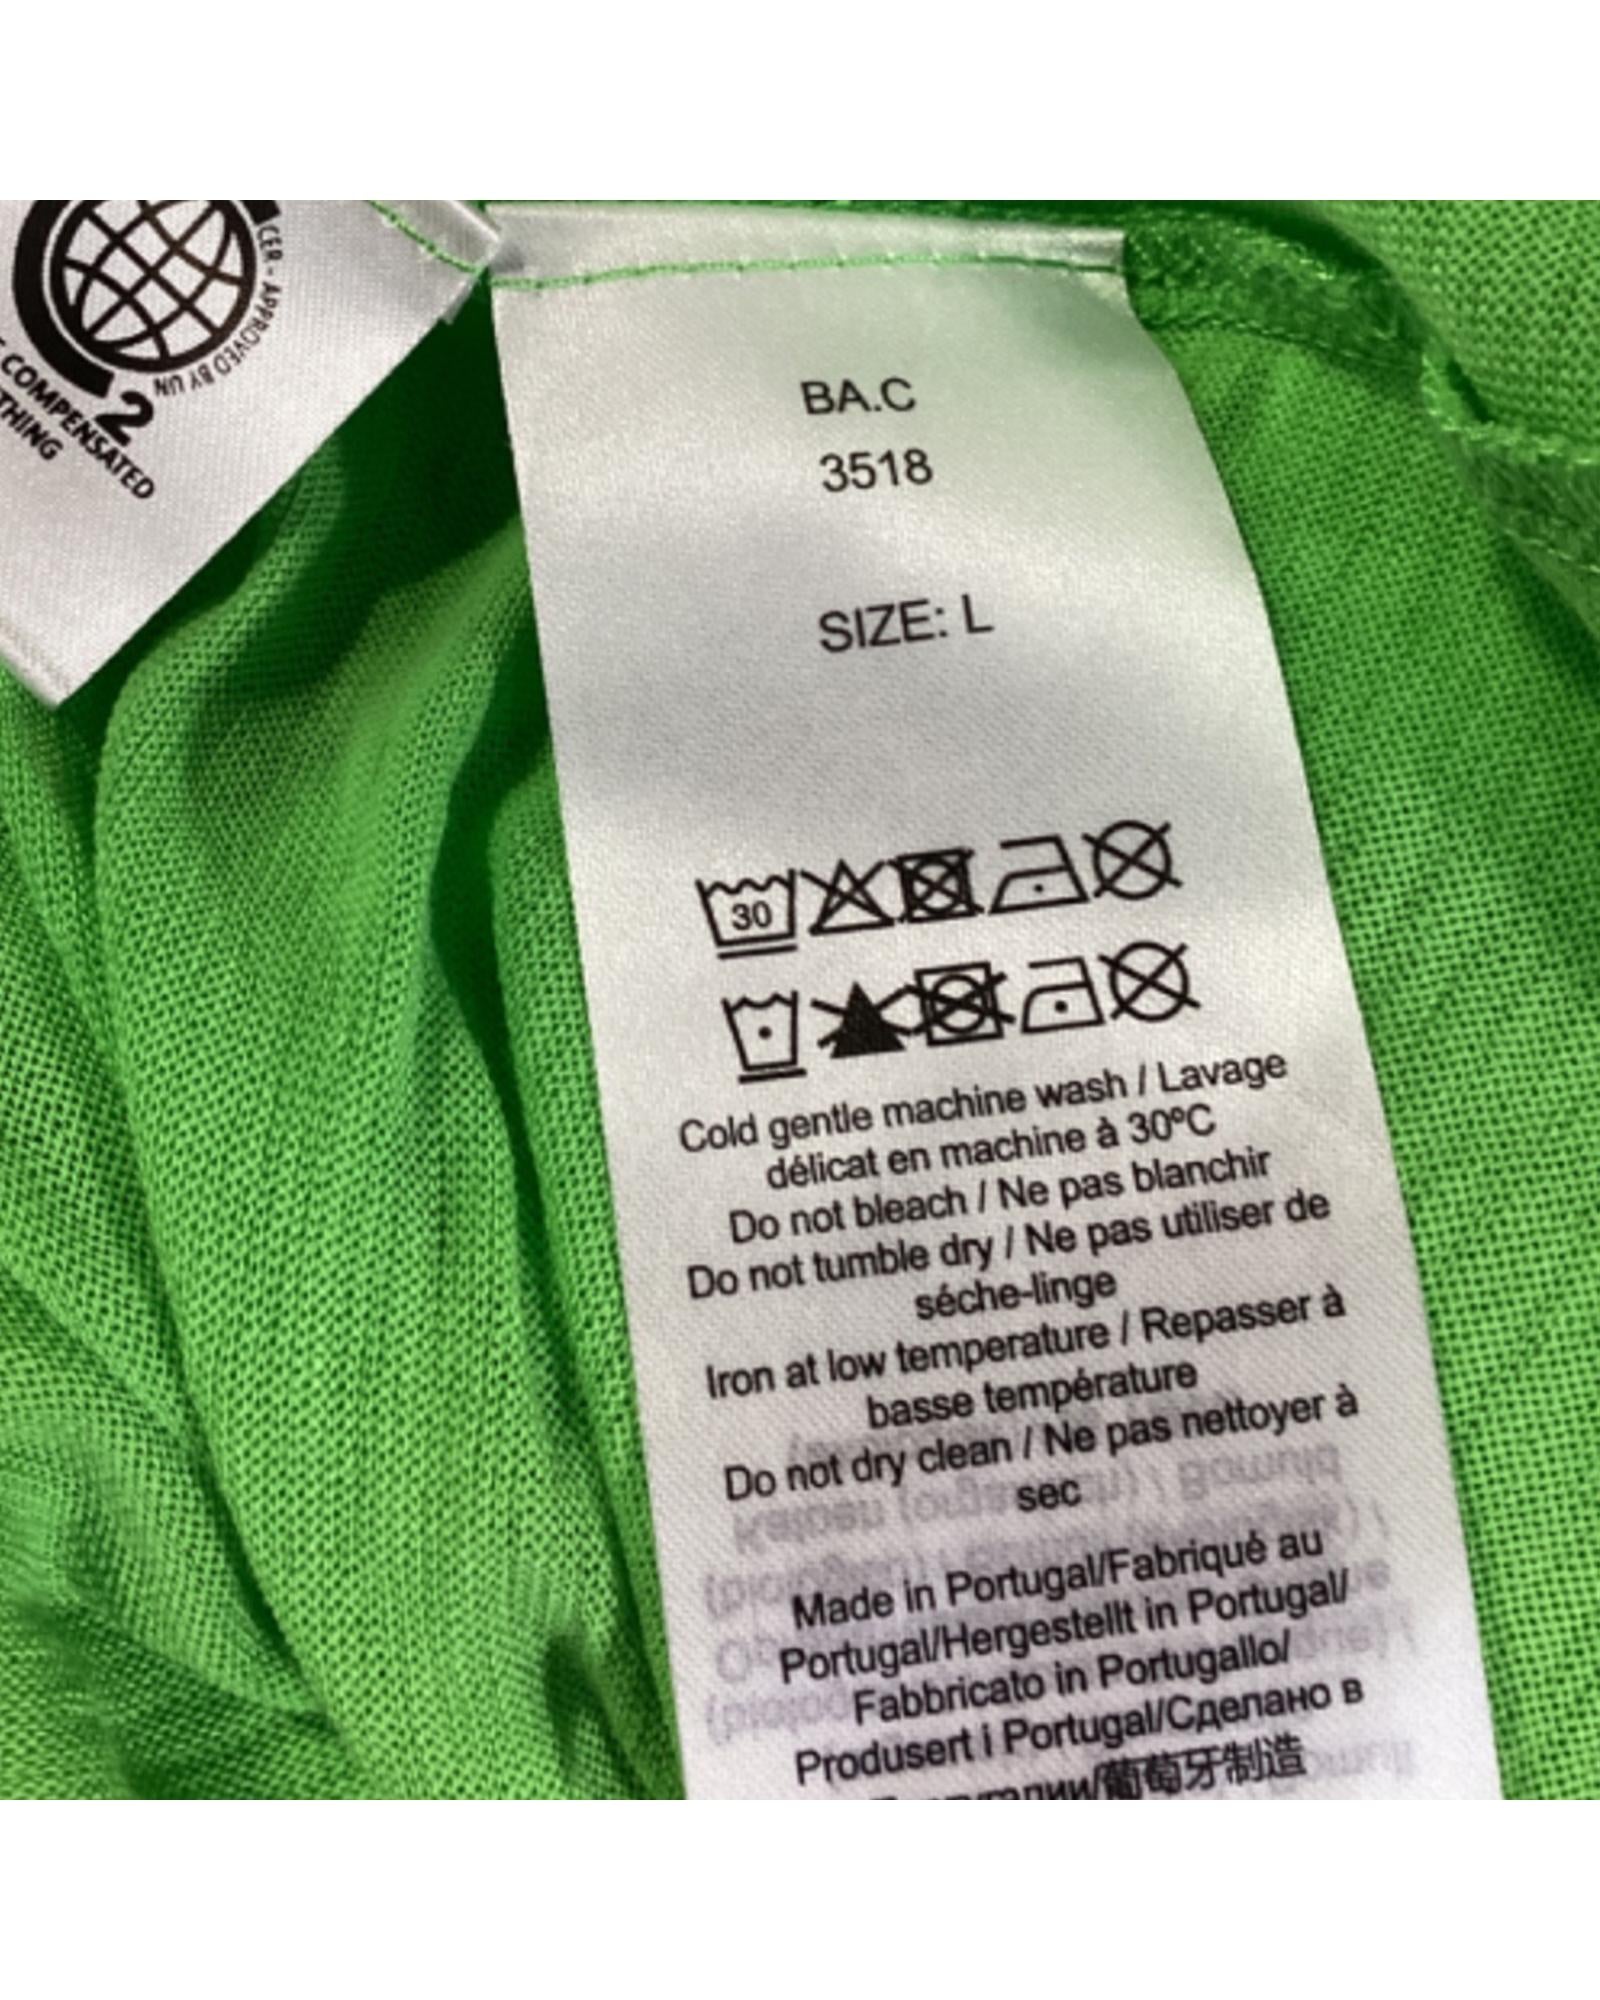 CER - APPROVED BY UN
2
COMPENSATED
THING
BA.C
3518
SIZE: L
30
Cold gentle machine wash / Lavage
délicat en machine à 30ºC
Do not bleach / Ne pas blanchir
Do not tumble dry / Ne pas utiliser de
séche-linge
Iron at low temperature / Repasser à
basse température
Do not dry clean / Ne pas nettoyer à
sec
Made in Portugal/Fabriqué au
Portugal/Hergestellt in Portugal/
Fabbricato in Portugallo/
Produsert i Portugal/Сделано в
葡萄牙制造